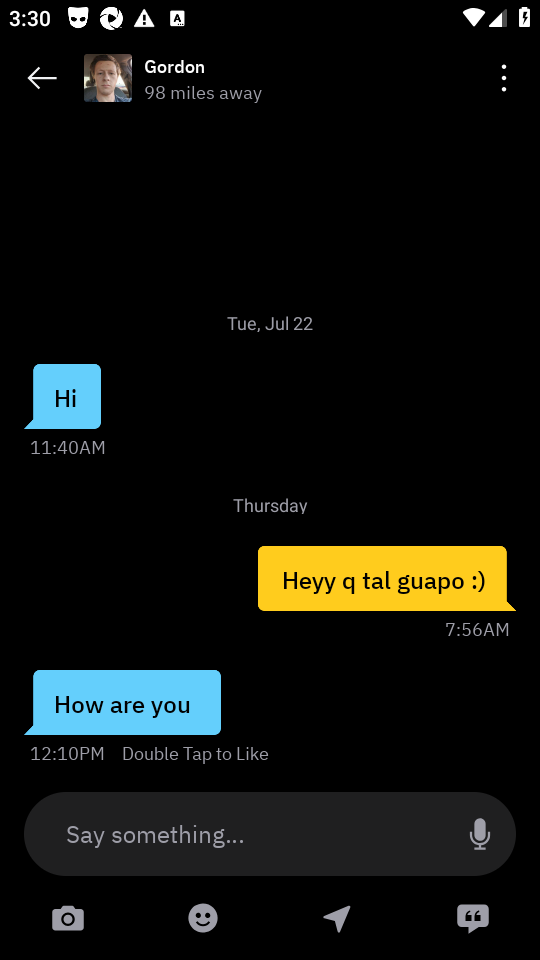 3:30
Gordon
98 miles away
Tue, Jul 22
Hi
11:40AM
Thursday
Heyy q tal guapo :)
7:56AM
How are you
12:10PM Double Tap to Like
Say something...